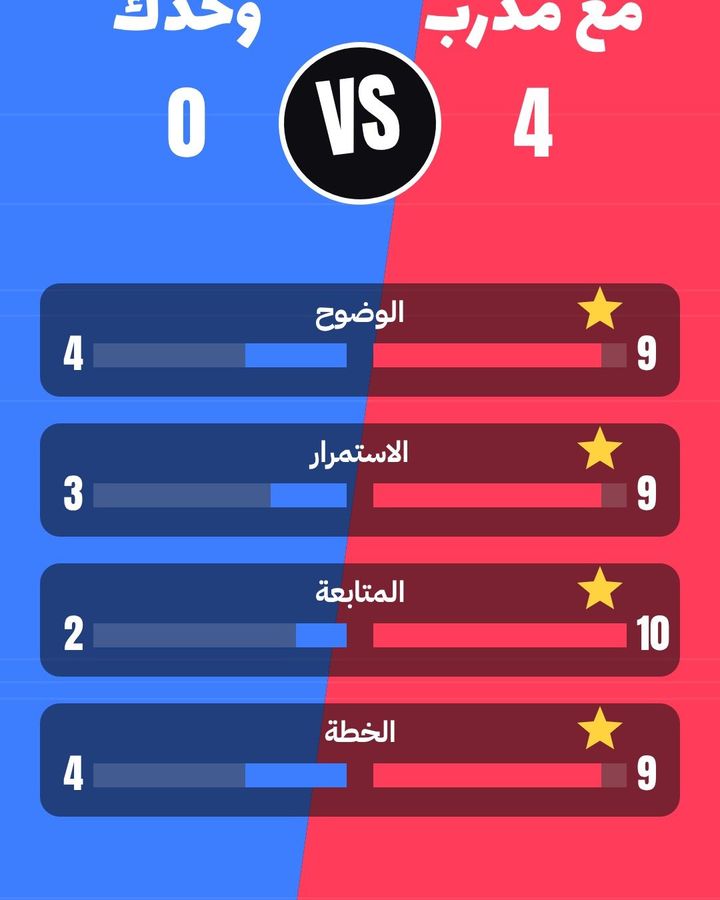 مع مدرب وحدك
4 VS 0
الوضوح
9 4
الاستمرار
9 3
المتابعة
10 2
الخطة
9 4